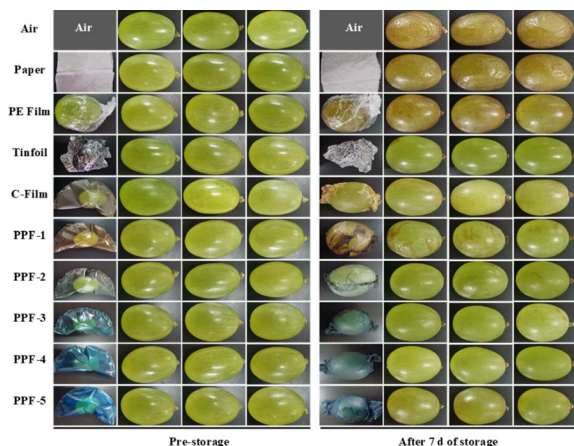 Air Air Air
Paper
PE Film
Tinfoil
C-Film
PPF-1
PPF-2
PPF-3
PPF-4
PPF-5
Pre-storage After 7 d of storage